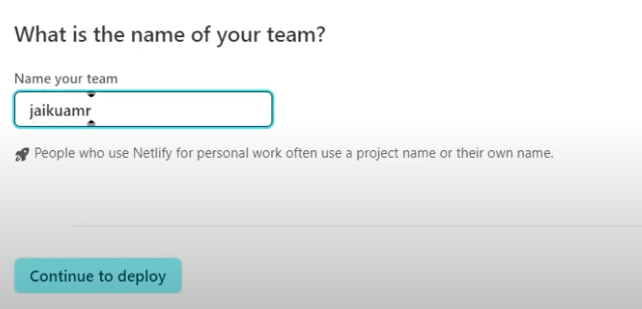 What is the name of your team?
Name your team
jaikuamr
People who use Netlify for personal work often use a project name or their own name.
Continue to deploy